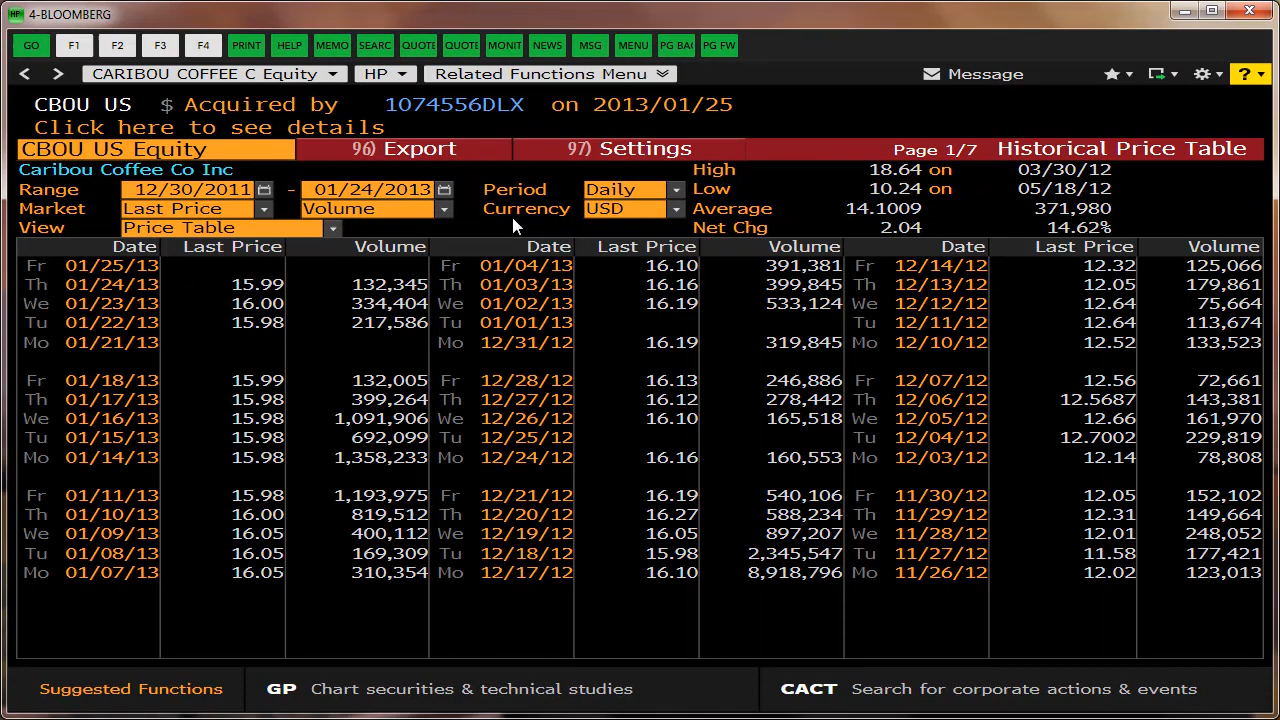 4-BLOOMBERG
GO F1 F2 F3 F4 PRINT HELP MEMO SEARC QUOTE QUOTE MONIT NEWS MSG MENU PG BAC PG FW
< > CARIBOU COFFEE C Equity HP Related Functions Menu Message ?
CBOU US $ Acquired by 1074556DLX on 2013/01/25
Click here to see details
CBOU US Equity 96) Export 97) Settings Page 1/7 Historical Price Table
Caribou Coffee Co Inc High 18.64 on 03/30/12
Range 12/30/2011 - 01/24/2013 Period Daily Low 10.24 on 05/18/12
Market Last Price Volume Currency USD Average 14.1009 371,980
View Price Table Net Chg 2.04 14.62%
Date Last Price Volume Date Last Price Volume Date Last Price Volume
Fr 01/25/13 Fr 01/04/13 16.10 391,381 Fr 12/14/12 12.32 125,066
Th 01/24/13 15.99 132,345 Th 01/03/13 16.16 399,845 Th 12/13/12 12.05 179,861
We 01/23/13 16.00 334,404 We 01/02/13 16.19 533,124 We 12/12/12 12.64 75,664
Tu 01/22/13 15.98 217,586 Tu 01/01/13 Tu 12/11/12 12.64 113,674
Mo 01/21/13 Mo 12/31/12 16.19 319,845 Mo 12/10/12 12.52 133,523
Fr 01/18/13 15.99 132,005 Fr 12/28/12 16.13 246,886 Fr 12/07/12 12.56 72,661
Th 01/17/13 15.98 399,264 Th 12/27/12 16.12 278,442 Th 12/06/12 12.5687 143,381
We 01/16/13 15.98 1,091,906 We 12/26/12 16.10 165,518 We 12/05/12 12.66 161,970
Tu 01/15/13 15.98 692,099 Tu 12/25/12 Tu 12/04/12 12.7002 229,819
Mo 01/14/13 15.98 1,358,233 Mo 12/24/12 16.16 160,553 Mo 12/03/12 12.14 78,808
Fr 01/11/13 15.98 1,193,975 Fr 12/21/12 16.19 540,106 Fr 11/30/12 12.05 152,102
Th 01/10/13 16.00 819,512 Th 12/20/12 16.27 588,234 Th 11/29/12 12.31 149,664
We 01/09/13 16.05 400,112 We 12/19/12 16.05 897,207 We 11/28/12 12.01 248,052
Tu 01/08/13 16.05 169,309 Tu 12/18/12 15.98 2,345,547 Tu 11/27/12 11.58 177,421
Mo 01/07/13 16.05 310,354 Mo 12/17/12 16.10 8,918,796 Mo 11/26/12 12.02 123,013
Suggested Functions GP Chart securities & technical studies CACT Search for corporate actions & events